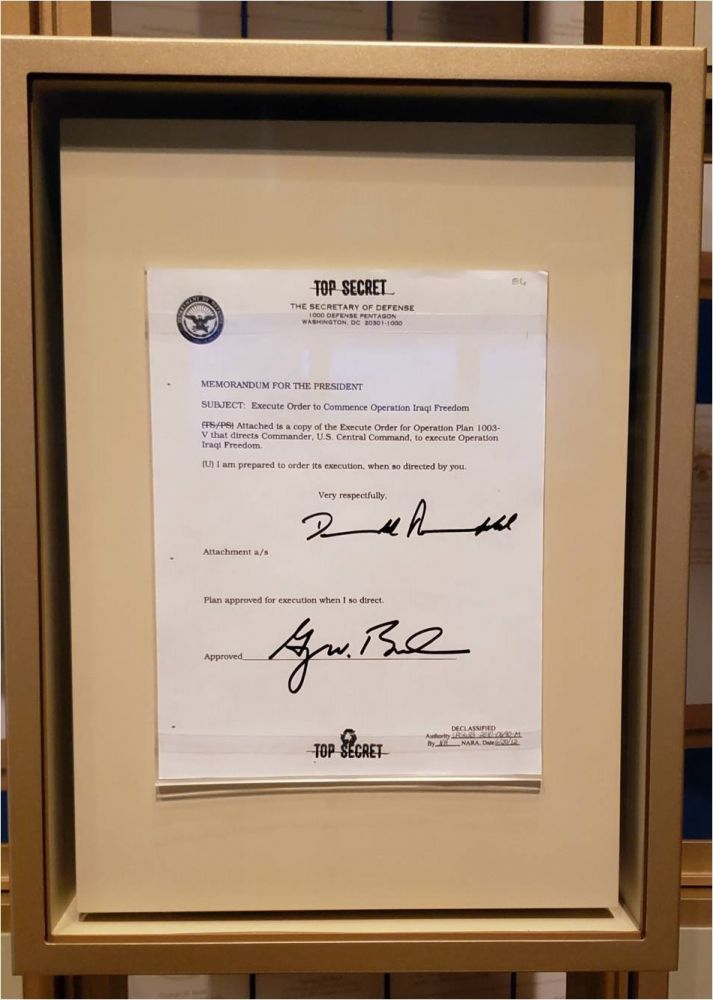 TOP SECRET
THE SECRETARY OF DEFENSE
1000 DEFENSE PENTAGON
WASHINGTON, DC 20301-1000
MEMORANDUM FOR THE PRESIDENT
SUBJECT: Execute Order to Commence Operation Iraqi Freedom
(TS/PS) Attached is a copy of the Execute Order for Operation Plan 1003-
V that directs Commander, U.S. Central Command, to execute Operation
Iraqi Freedom.
(U) I am prepared to order its execution, when so directed by you.
Very respectfully,
Attachment a/s
Plan approved for execution when I so direct.
Approved
DECLASSIFIED
Authority
By NARA, Date
TOP SECRET